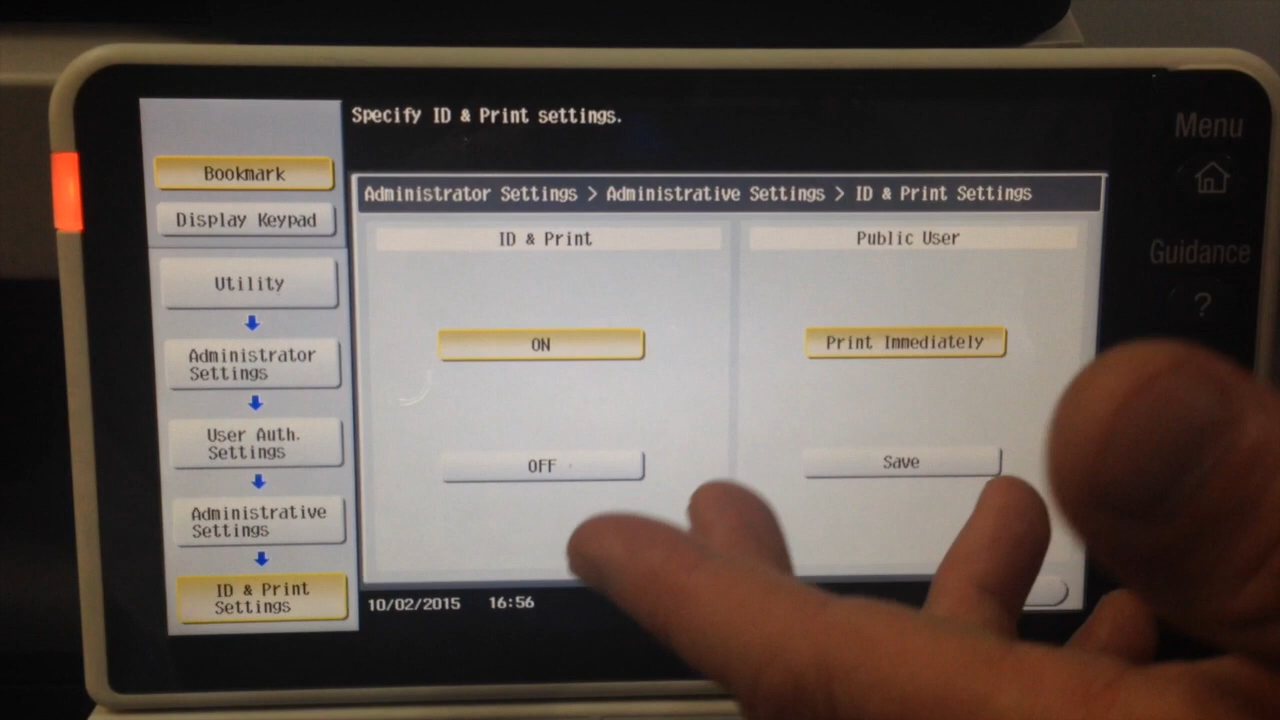 Specify ID & Print settings.
Bookmark
Display Keypad
Utility
Administrator
Settings
User Auth.
Settings
Administrative
Settings
ID & Print
Settings
Administrator Settings > Administrative Settings > ID & Print Settings
ID & Print
ON
OFF
Public User
Print Immediately
Save
10/02/2015 16:56
Menu
Guidance
?